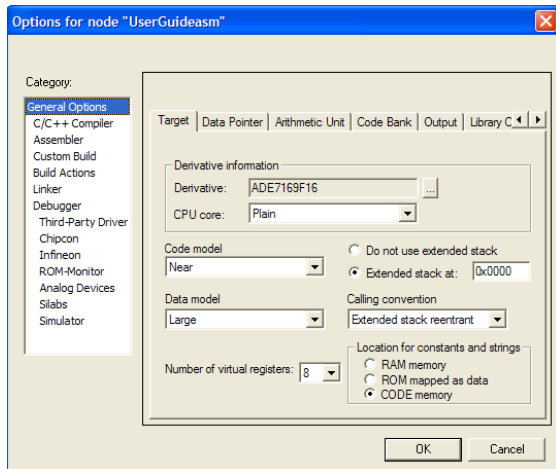 Options for node "UserGuideasm"
Category:
General Options
C/C++ Compiler
Assembler
Custom Build
Build Actions
Linker
Debugger
Third-Party Driver
Chipcon
Infineon
ROM-Monitor
Analog Devices
Silabs
Simulator
Target Data Pointer Arithmetic Unit Code Bank Output Library C
Derivative information
Derivative: ADE7169F16 ...
CPU core: Plain
Code model
Near
Do not use extended stack
Extended stack at: 0x0000
Data model
Large
Calling convention
Extended stack reentrant
Number of virtual registers: 8
Location for constants and strings
RAM memory
ROM mapped as data
CODE memory
OK Cancel